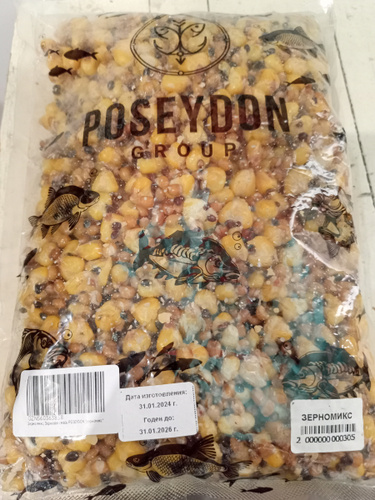 POSEYDON
GROUP
Дата изготовления:
31.01.2024 г.
Годен до:
31.01.2026 г.
ЗЕРНОМИКС
2 000000 000305